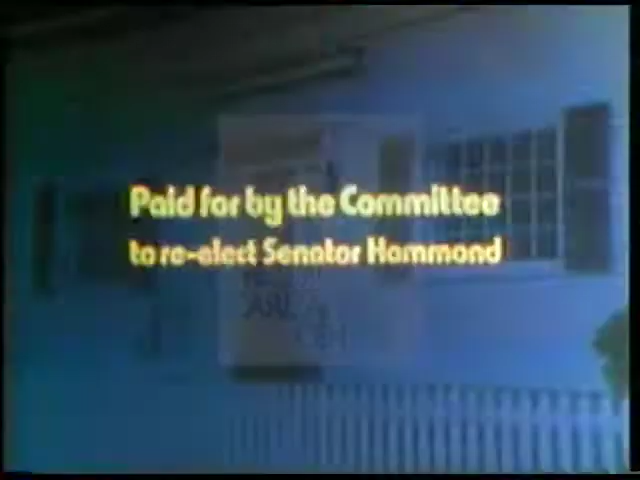 Paid for by the Committee
to re-elect Senator Hammond